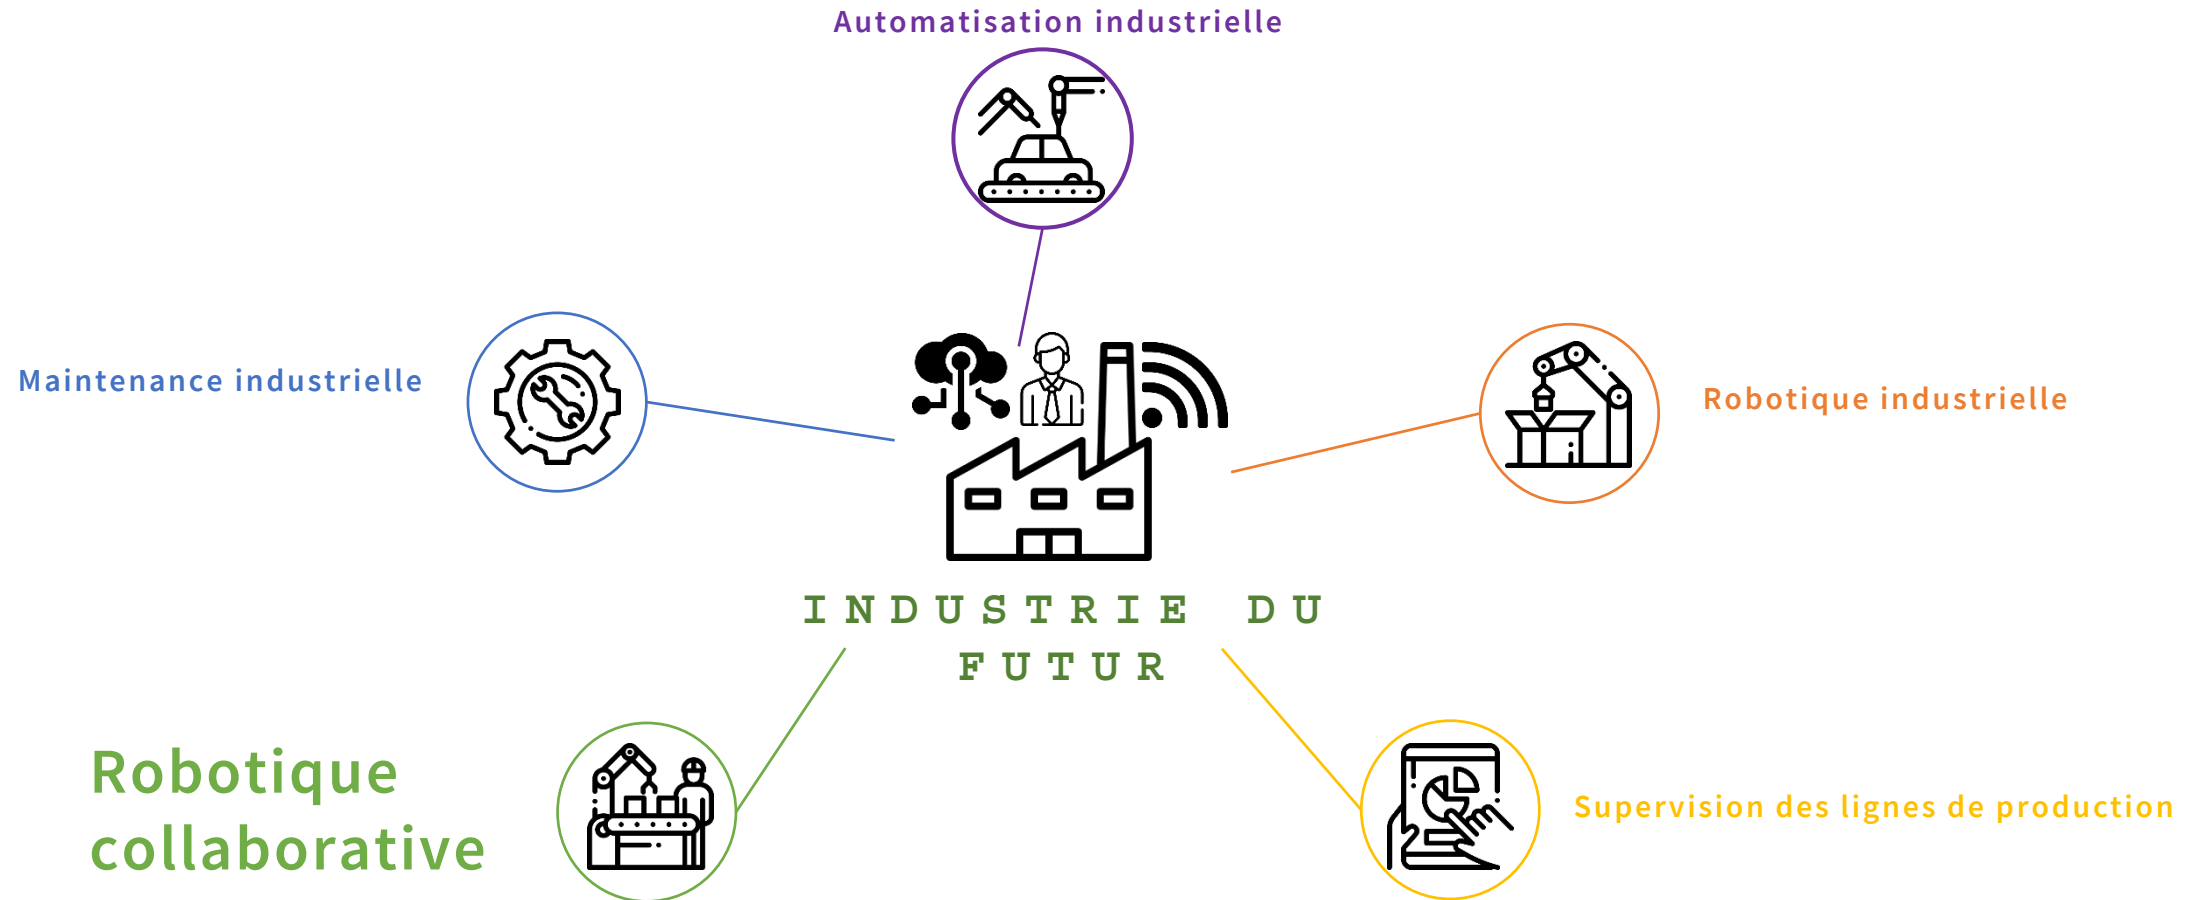 Automatisation industrielle
Maintenance industrielle
Robotique industrielle
INDUSTRIE DU
FUTUR
Robotique
collaborative
Supervision des lignes de production